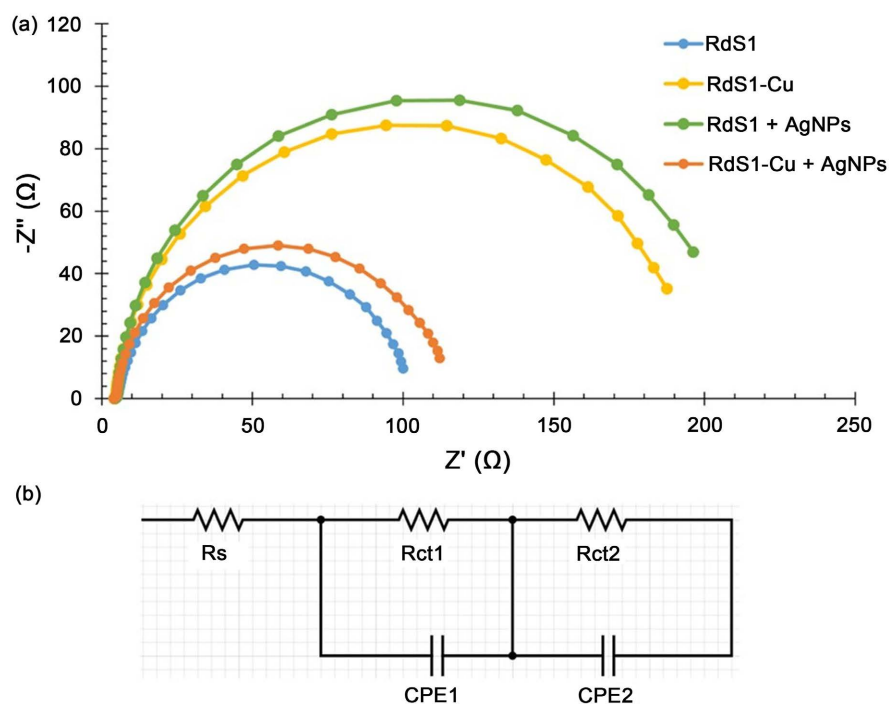 (a)
120
100
80
60
40
20
0
-Z" (Ω)
0 50 100 150 200 250
Z' (Ω)
RdS1
RdS1-Cu
RdS1 + AgNPs
RdS1-Cu + AgNPs
(b)
Rs Rct1 Rct2
CPE1 CPE2